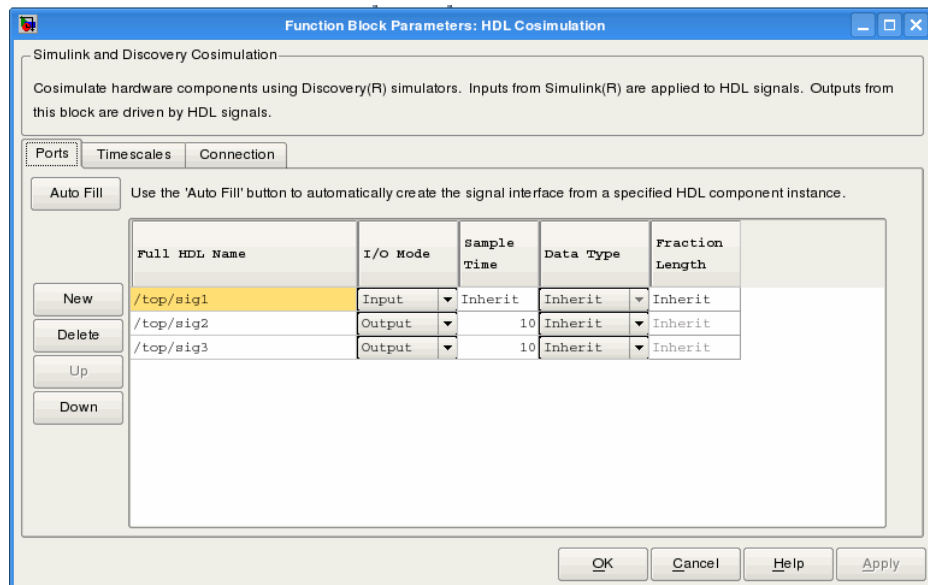 Function Block Parameters: HDL Cosimulation
Simulink and Discovery Cosimulation
Cosimulate hardware components using Discovery(R) simulators. Inputs from Simulink(R) are applied to HDL signals. Outputs from
this block are driven by HDL signals.
Ports Timescales Connection
Auto Fill Use the 'Auto Fill' button to automatically create the signal interface from a specified HDL component instance.
Full HDL Name I/O Mode Sample Time Data Type Fraction Length
New /top/sig1 Input Inherit Inherit Inherit
/top/sig2 Output 10 Inherit Inherit
Delete /top/sig3 Output 10 Inherit Inherit
Up
Down
OK Cancel Help Apply